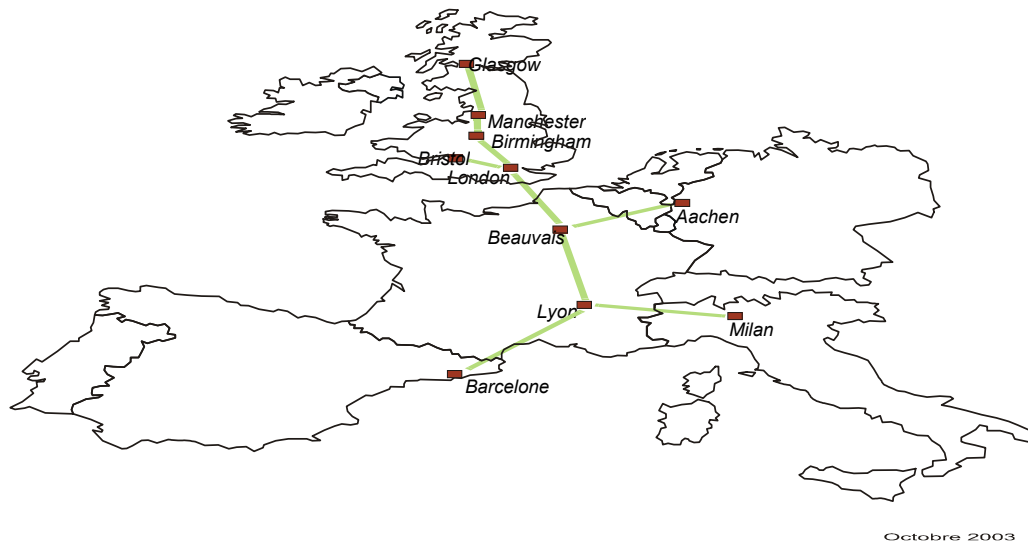 Glasgow
Manchester
Birmingham
Bristol
London
Aachen
Beauvais
Lyon
Milan
Barcelone
Octobre 2003